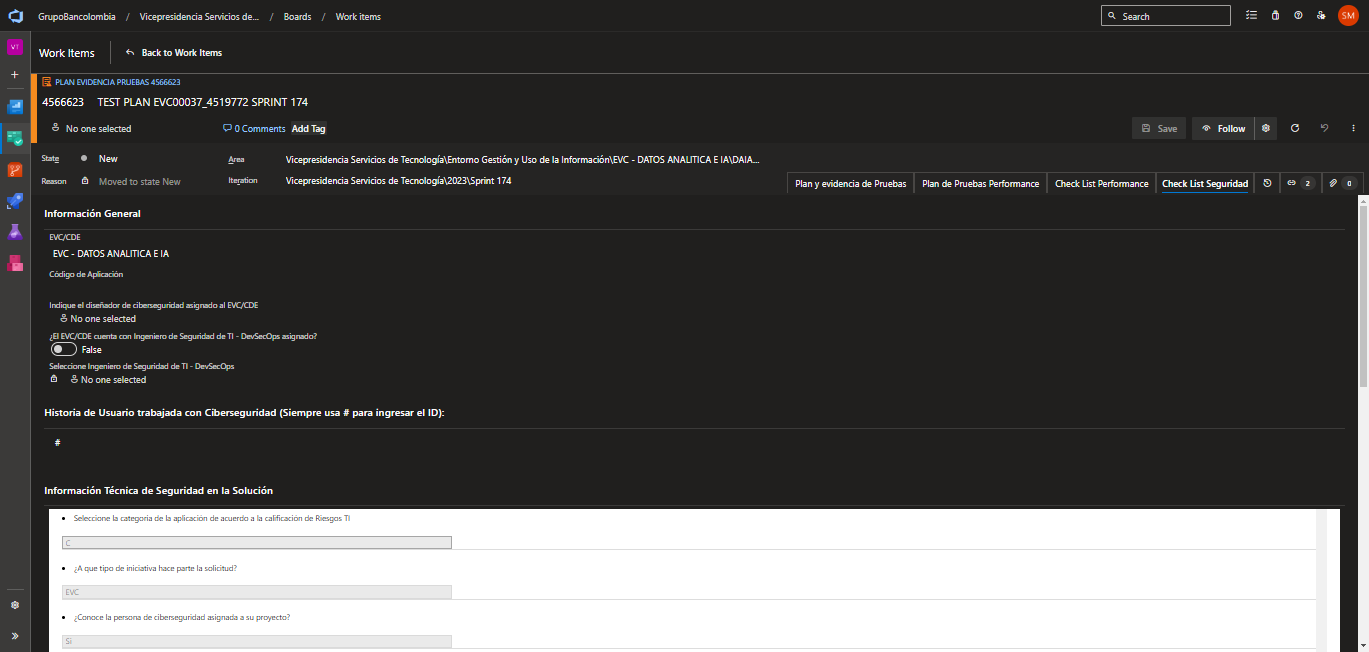 GrupoBancolombia / Vicepresidencia Servicios de... / Boards / Work items
Search
SM
VT
Work Items
Back to Work Items
PLAN EVIDENCIA PRUEBAS 4566623
4566623 TEST PLAN EVC00037_4519772 SPRINT 174
No one selected
0 Comments
Add Tag
Save
Follow
State
New
Area
Vicepresidencia Servicios de Tecnología\Entorno Gestión y Uso de la Información\EVC - DATOS ANALITICA E IA\DAIA...
Reason
Moved to state New
Iteration
Vicepresidencia Servicios de Tecnología\2023\Sprint 174
Plan y evidencia de Pruebas
Plan de Pruebas Performance
Check List Performance
Check List Seguridad
2
0
Información General
EVC/CDE
EVC - DATOS ANALITICA E IA
Código de Aplicación
Indique el diseñador de ciberseguridad asignado al EVC/CDE
No one selected
¿El EVC/CDE cuenta con Ingeniero de Seguridad de TI - DevSecOps asignado?
False
Seleccione Ingeniero de Seguridad de TI - DevSecOps
No one selected
Historia de Usuario trabajada con Ciberseguridad (Siempre usa # para ingresar el ID):
#
Información Técnica de Seguridad en la Solución
• Seleccione la categoria de la aplicación de acuerdo a la calificación de Riesgos TI
C
• ¿A que tipo de iniciativa hace parte la solicitud?
EVC
• ¿Conoce la persona de ciberseguridad asignada a su proyecto?
Si